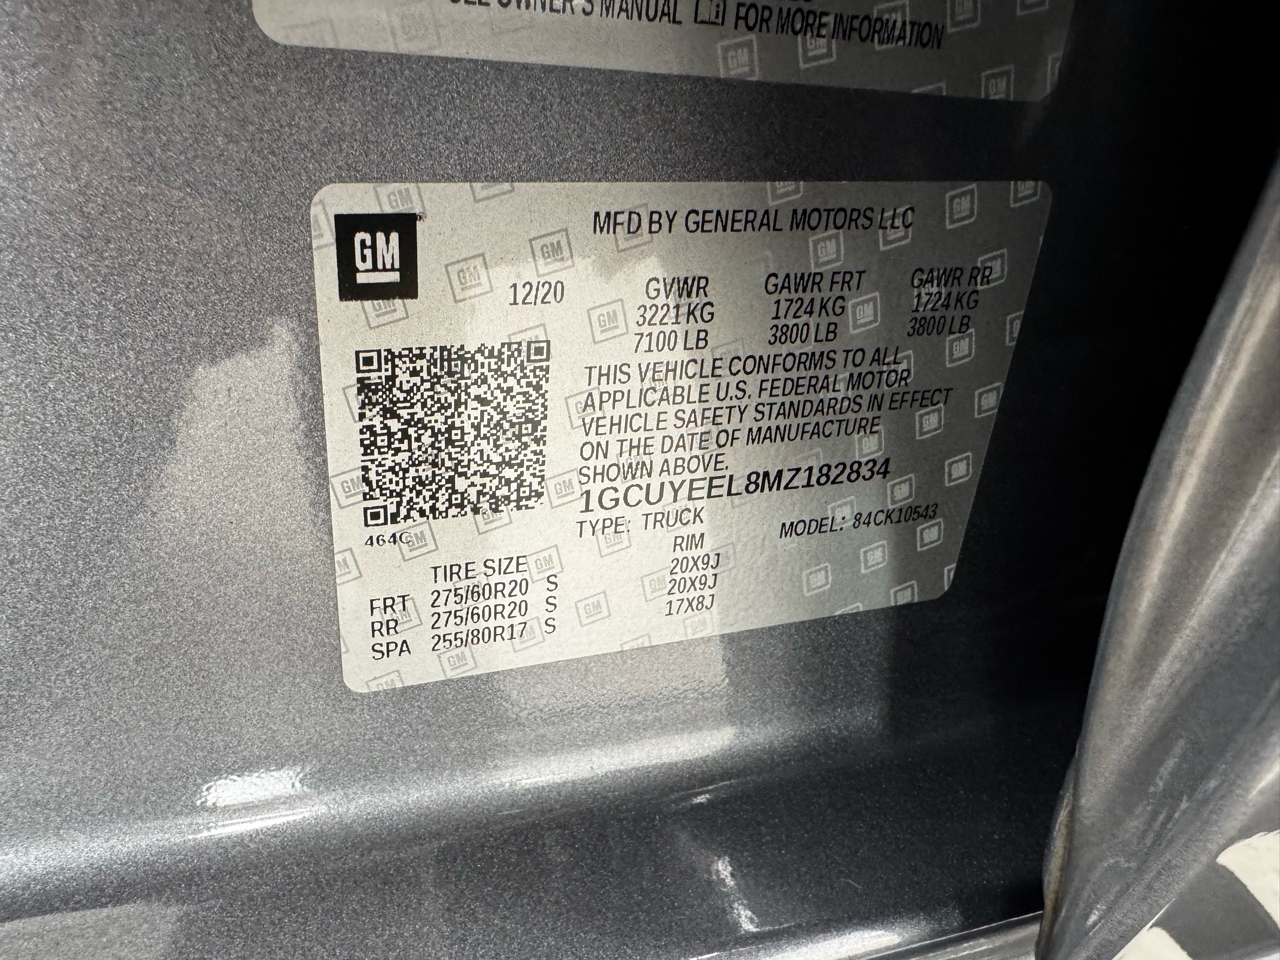 OWNER'S MANUAL FOR MORE INFORMATION
GM
MFD BY GENERAL MOTORS LLC
12/20
GVWR GAWR FRT GAWR RR
3221 KG 1724 KG 1724 KG
7100 LB 3800 LB 3800 LB
THIS VEHICLE CONFORMS TO ALL
APPLICABLE U.S. FEDERAL MOTOR
VEHICLE SAFETY STANDARDS IN EFFECT
ON THE DATE OF MANUFACTURE
SHOWN ABOVE.
1GCUYEEL8MZ182834
TYPE: TRUCK MODEL: 84CK10543
464C
TIRE SIZE RIM
FRT 275/60R20 S 20X9J
RR 275/60R20 S 20X9J
SPA 255/80R17 S 17X8J